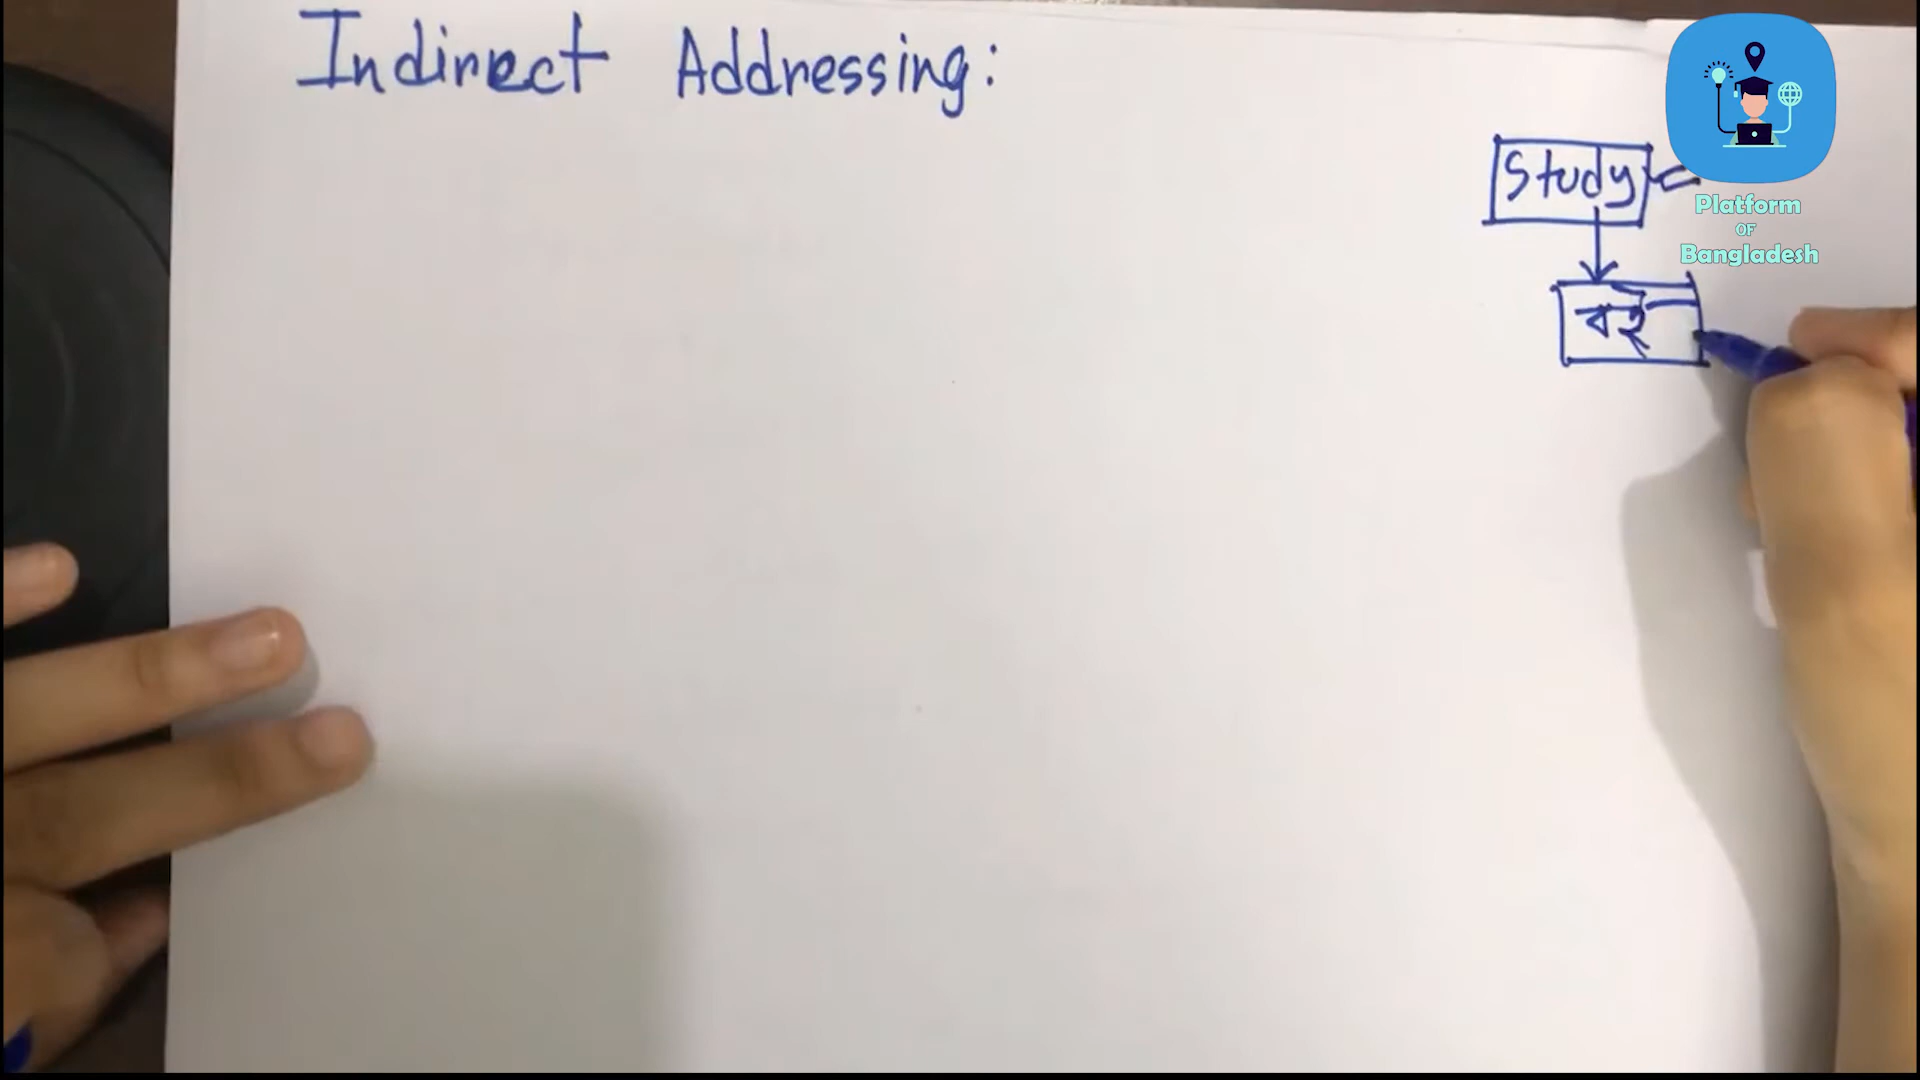 Indirect Addressing:
Study
বই
Platform
OF
Bangladesh